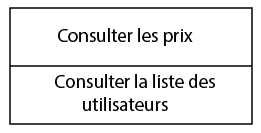 Consulter les prix
Consulter la liste des
utilisateurs